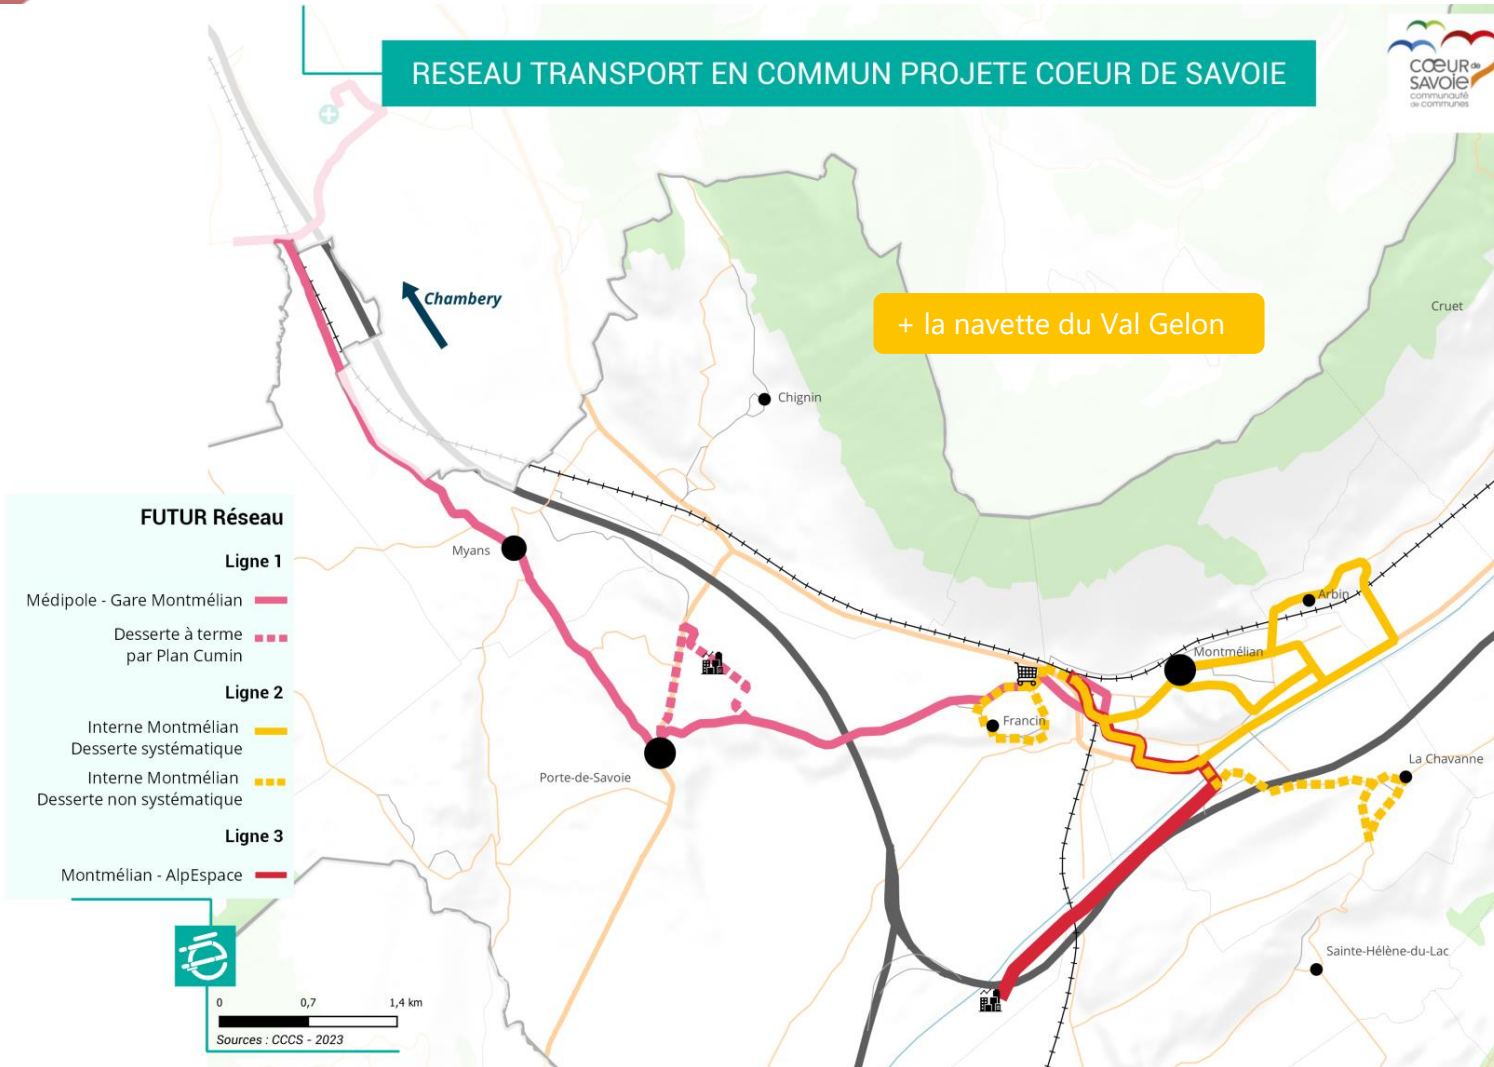 RESEAU TRANSPORT EN COMMUN PROJETE COEUR DE SAVOIE
CŒUR de
SAVOIE
communauté
de communes
Chambery
+ la navette du Val Gelon
Cruet
Chignin
FUTUR Réseau
Ligne 1
Médipole - Gare Montmélian
Desserte à terme
par Plan Cumin
Ligne 2
Interne Montmélian
Desserte systématique
Interne Montmélian
Desserte non systématique
Ligne 3
Montmélian - AlpEspace
Myans
Arbin
Montmélian
Francin
Porte-de-Savoie
La Chavanne
Sainte-Hélène-du-Lac
0 0,7 1,4 km
Sources : CCCS - 2023